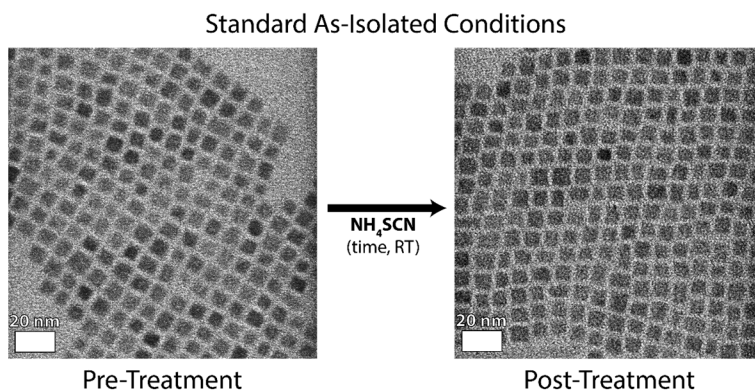 Standard As-Isolated Conditions
NH₄SCN
(time, RT)
20 nm
20 nm
Pre-Treatment
Post-Treatment